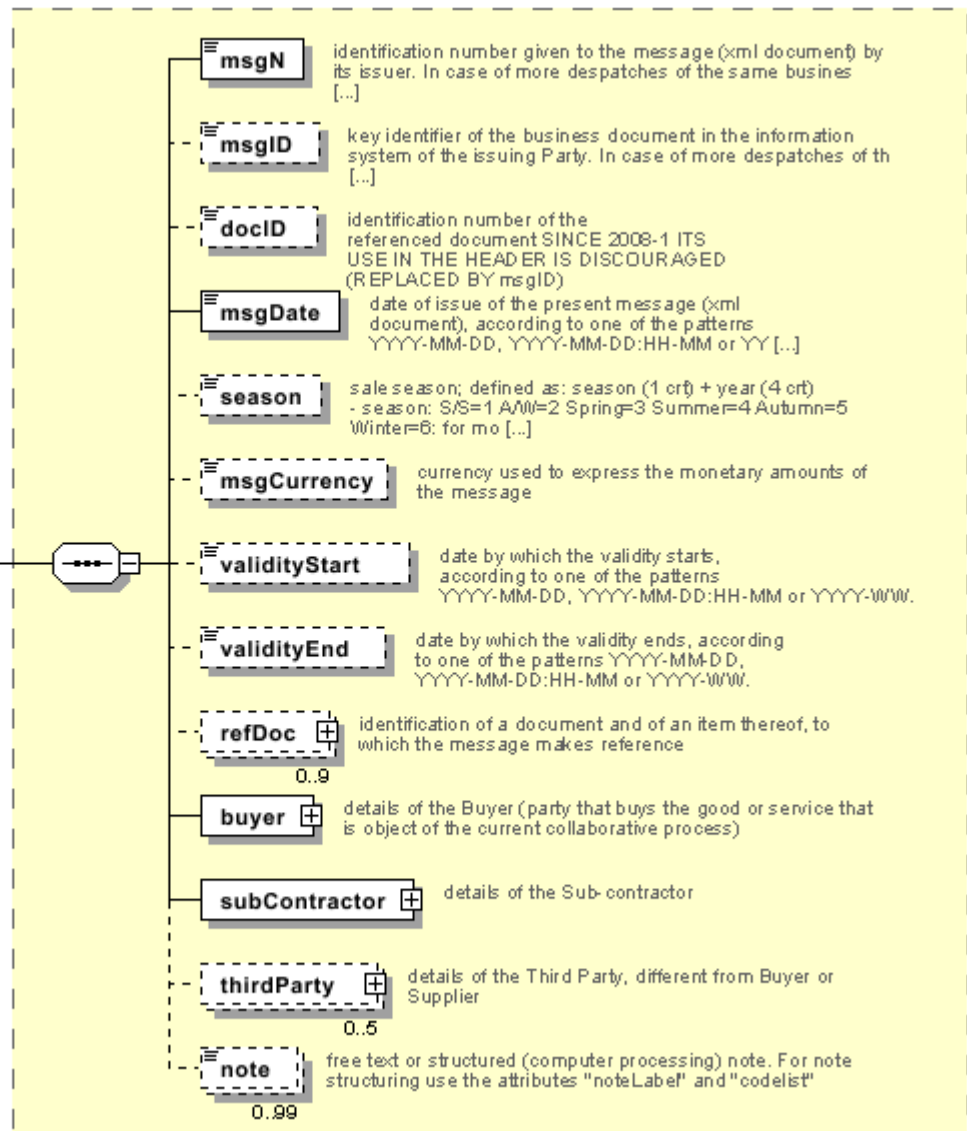 msgN
identification number given to the message (xml document) by
its issuer. In case of more despatches of the same busines
[...]
msgID
key identifier of the business document in the information
system of the issuing Party. In case of more despatches of th
[...]
docID
identification number of the
referenced document SINCE 2008-1 ITS
USE IN THE HEADER IS DISCOURAGED
(REPLACED BY msgID)
msgDate
date of issue of the present message (xml
document), according to one of the patterns
YYYY-MM-DD, YYYY-MM-DD:HH-MM or YY [...]
season
sale season; defined as: season (1 crt) + year (4 crt)
- season: S/S=1 A/W=2 Spring=3 Summer=4 Autumn=5
Winter=6: for mo [...]
msgCurrency
currency used to express the monetary amounts of
the message
validityStart
date by which the validity starts,
according to one of the patterns
YYYY-MM-DD, YYYY-MM-DD:HH-MM or YYYY-WW.
validityEnd
date by which the validity ends, according
to one of the patterns YYYY-MM-DD,
YYYY-MM-DD:HH-MM or YYYY-WW.
refDoc
identification of a document and of an item thereof, to
which the message makes reference
0..9
buyer
details of the Buyer (party that buys the good or service that
is object of the current collaborative process)
subContractor
details of the Sub-contractor
thirdParty
details of the Third Party, different from Buyer or
Supplier
0..5
note
free text or structured (computer processing) note. For note
structuring use the attributes "noteLabel" and "codelist"
0..99